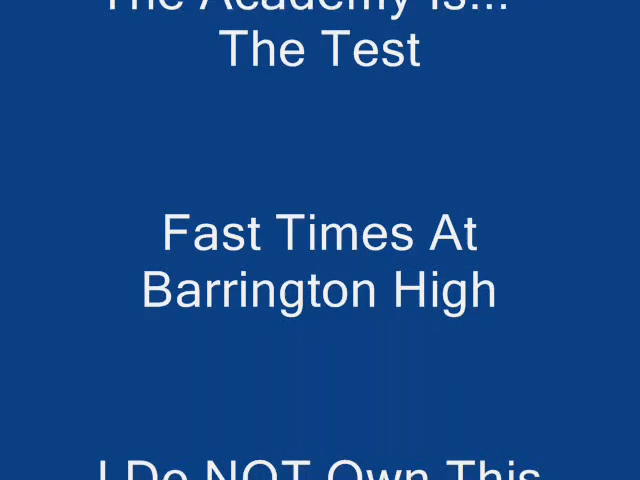 The Academy Is...
The Test
Fast Times At
Barrington High
I Do NOT Own This